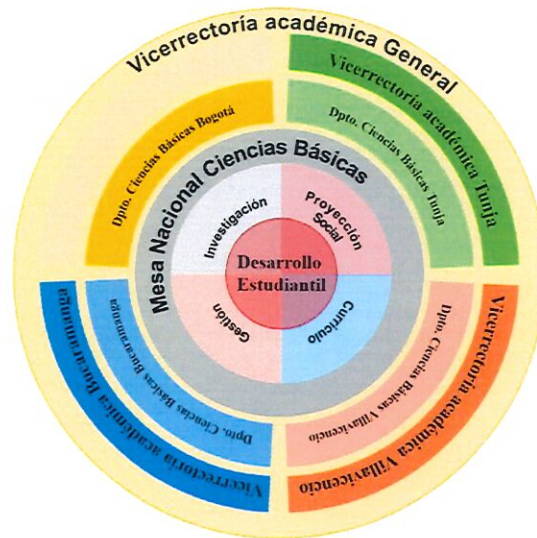 Vicerrectoría académica General
Vicerrectoría académica Tunja
Dpto. Ciencias Básicas Bogotá
Dpto. Ciencias Básicas Tunja
Mesa Nacional Ciencias Básicas
Investigación
Proyección
Social
Desarrollo
Estudiantil
Gestión
Currículo
Dpto. Ciencias Básicas Bucaramanga
Dpto. Ciencias Básicas Villavicencio
Vicerrectoría académica Bucaramanga
Vicerrectoría académica Villavicencio